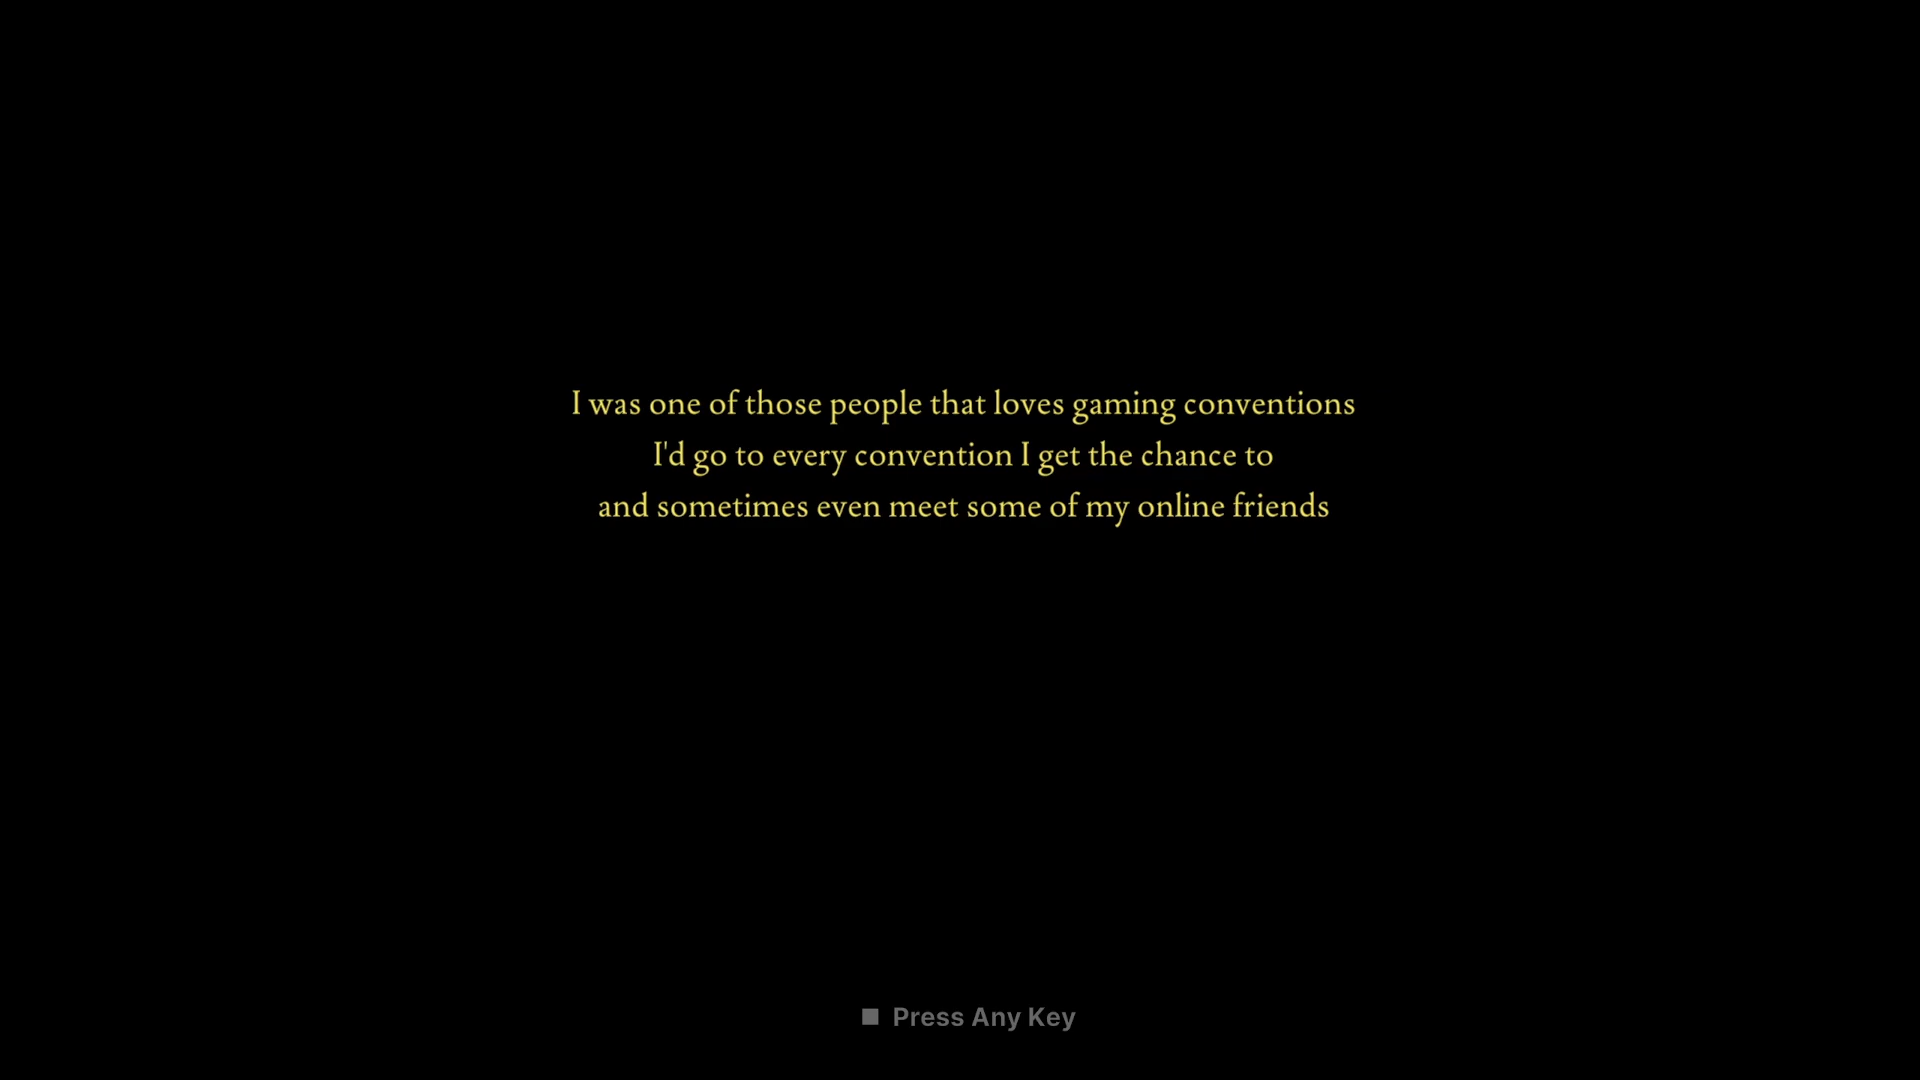 I was one of those people that loves gaming conventions
I'd go to every convention I get the chance to
and sometimes even meet some of my online friends
Press Any Key